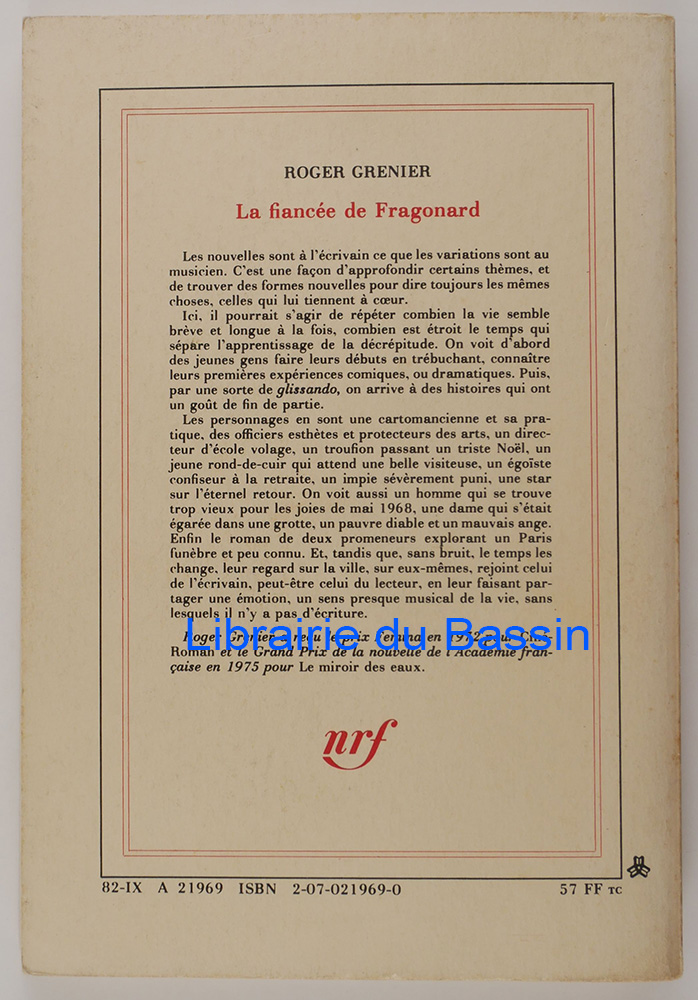 ROGER GRENIER
La fiancée de Fragonard
Les nouvelles sont à l'écrivain ce que les variations sont au
musicien. C'est une façon d'approfondir certains thèmes, et
de trouver des formes nouvelles pour dire toujours les mêmes
choses, celles qui lui tiennent à cœur.
Ici, il pourrait s'agir de répéter combien la vie semble
brève et longue à la fois, combien est étroit le temps qui
sépare l'apprentissage de la décrépitude. On voit d'abord
des jeunes gens faire leurs débuts en trébuchant, connaître
leurs premières expériences comiques, ou dramatiques. Puis,
par une sorte de glissando, on arrive à des histoires qui ont
un goût de fin de partie.
Les personnages en sont une cartomancienne et sa pra-
tique, des officiers esthètes et protecteurs des arts, un direc-
teur d'école volage, un troufion passant un triste Noël, un
jeune rond-de-cuir qui attend une belle visiteuse, un égoïste
confiseur à la retraite, un impie sévèrement puni, une star
sur l'éternel retour. On voit aussi un homme qui se trouve
trop vieux pour les joies de mai 1968, une dame qui s'était
égarée dans une grotte, un pauvre diable et un mauvais ange.
Enfin le roman de deux promeneurs explorant un Paris
funèbre et peu connu. Et, tandis que, sans bruit, le temps les
change, leur regard sur la ville, sur eux-mêmes, rejoint celui
de l'écrivain, peut-être celui du lecteur, en leur faisant par-
tager une émotion, un sens presque musical de la vie, sans
lesquels il n'y a pas d'écriture.
Roger Grenier a reçu le prix Femina en 1972 pour Ciné-
Roman et le Grand Prix de la nouvelle de l'Académie fran-
çaise en 1975 pour Le miroir des eaux.
Librairie du Bassin
nrf
82-IX A 21969 ISBN 2-07-021969-0 57 FF TC